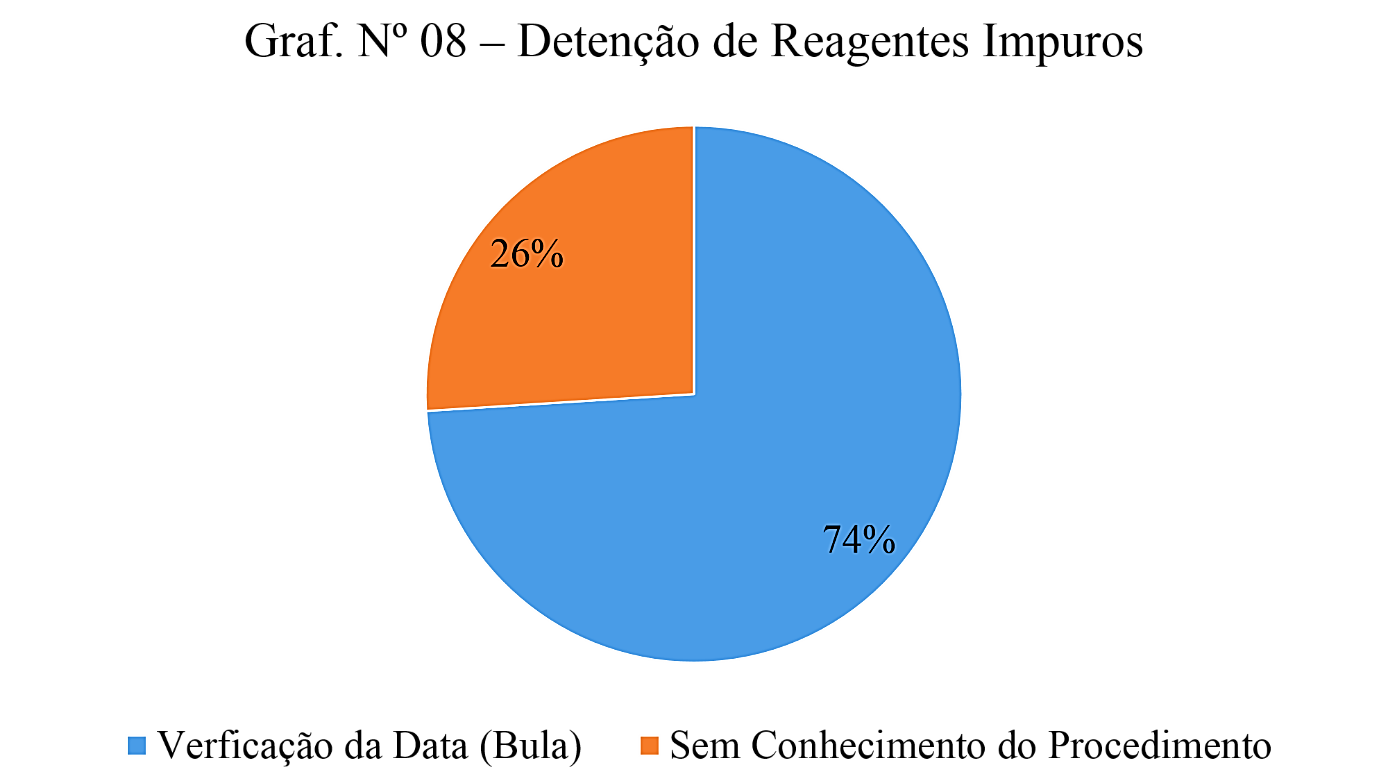 Graf. Nº 08 – Detenção de Reagentes Impuros
26%
74%
Verficação da Data (Bula)
Sem Conhecimento do Procedimento